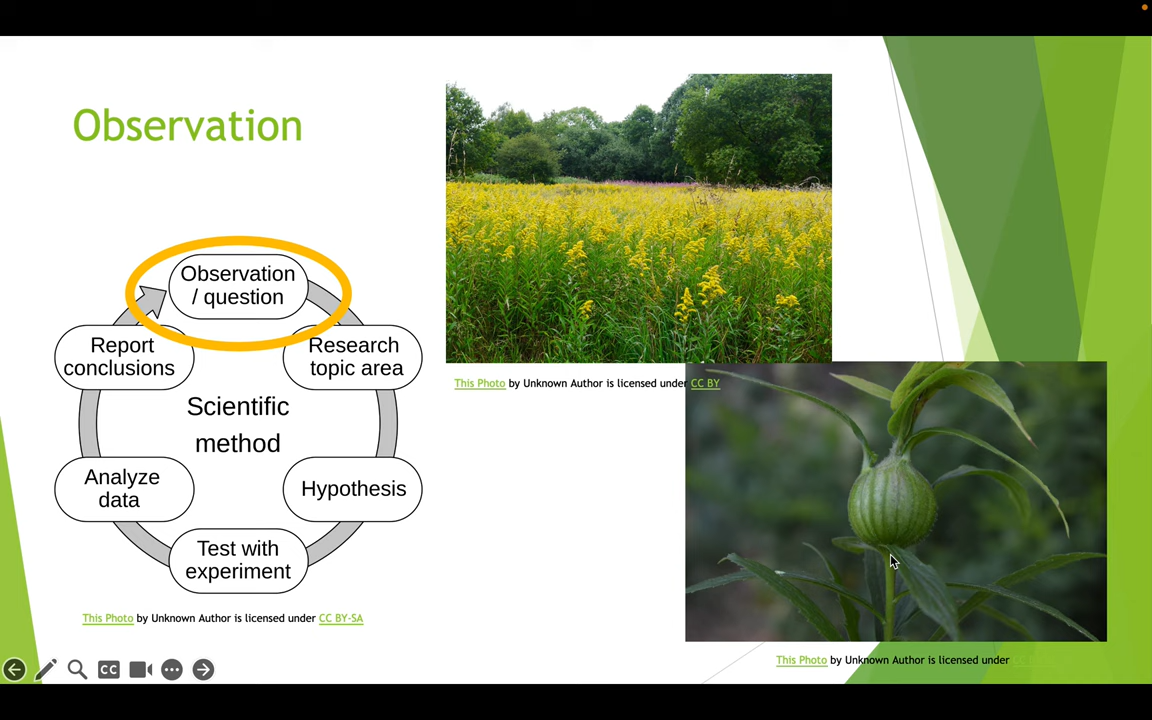 Observation
Observation
/ question
Research
topic area
Hypothesis
Test with
experiment
Analyze
data
Report
conclusions
Scientific
method
This Photo by Unknown Author is licensed under CC BY-SA
This Photo by Unknown Author is licensed under CC BY
This Photo by Unknown Author is licensed under
CC